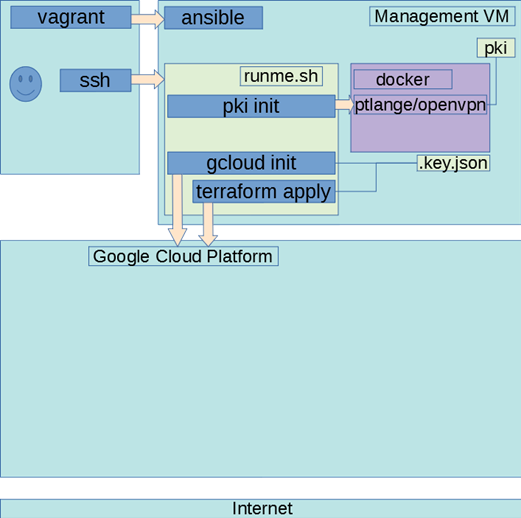 vagrant
ansible
Management VM
pki
ssh
runme.sh
docker
pki init
ptlange/openvpn
gcloud init
.key.json
terraform apply
Google Cloud Platform
Internet